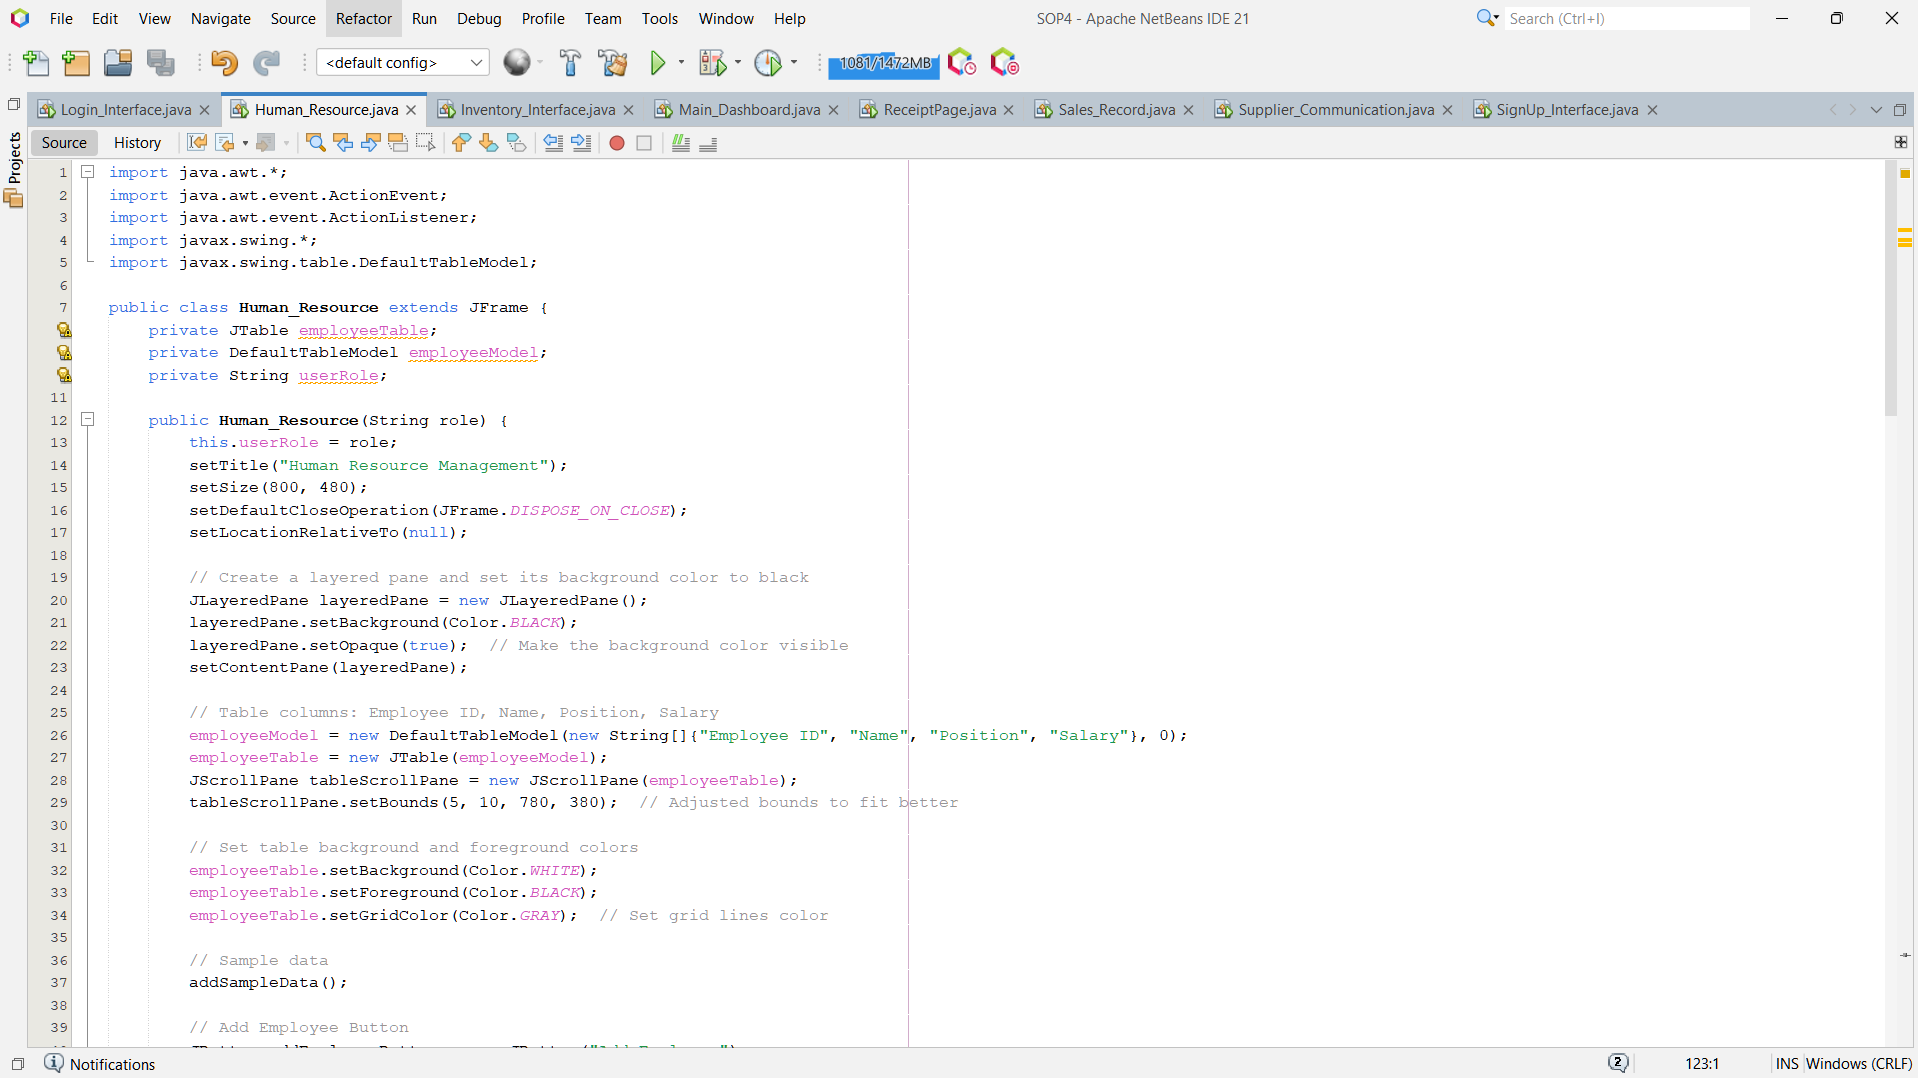 File Edit View Navigate Source Refactor Run Debug Profile Team Tools Window Help
SOP4 - Apache NetBeans IDE 21
Search (Ctrl+I)
<default config>
1081/1472MB
Login_Interface.java
Human_Resource.java
Inventory_Interface.java
Main_Dashboard.java
ReceiptPage.java
Sales_Record.java
Supplier_Communication.java
SignUp_Interface.java
Projects
Source History
1 import java.awt.*;
2 import java.awt.event.ActionEvent;
3 import java.awt.event.ActionListener;
4 import javax.swing.*;
5 import javax.swing.table.DefaultTableModel;
6
7 public class Human_Resource extends JFrame {
private JTable employeeTable;
private DefaultTableModel employeeModel;
private String userRole;
11
12 public Human_Resource(String role) {
13 this.userRole = role;
14 setTitle("Human Resource Management");
15 setSize(800, 480);
16 setDefaultCloseOperation(JFrame.DISPOSE_ON_CLOSE);
17 setLocationRelativeTo(null);
18
19 // Create a layered pane and set its background color to black
20 JLayeredPane layeredPane = new JLayeredPane();
21 layeredPane.setBackground(Color.BLACK);
22 layeredPane.setOpaque(true);  // Make the background color visible
23 setContentPane(layeredPane);
24
25 // Table columns: Employee ID, Name, Position, Salary
26 employeeModel = new DefaultTableModel(new String[]{"Employee ID", "Name", "Position", "Salary"}, 0);
27 employeeTable = new JTable(employeeModel);
28 JScrollPane tableScrollPane = new JScrollPane(employeeTable);
29 tableScrollPane.setBounds(5, 10, 780, 380);  // Adjusted bounds to fit better
30
31 // Set table background and foreground colors
32 employeeTable.setBackground(Color.WHITE);
33 employeeTable.setForeground(Color.BLACK);
34 employeeTable.setGridColor(Color.GRAY);  // Set grid lines color
35
36 // Sample data
37 addSampleData();
38
39 // Add Employee Button
Notifications
2
123:1
INS
Windows (CRLF)